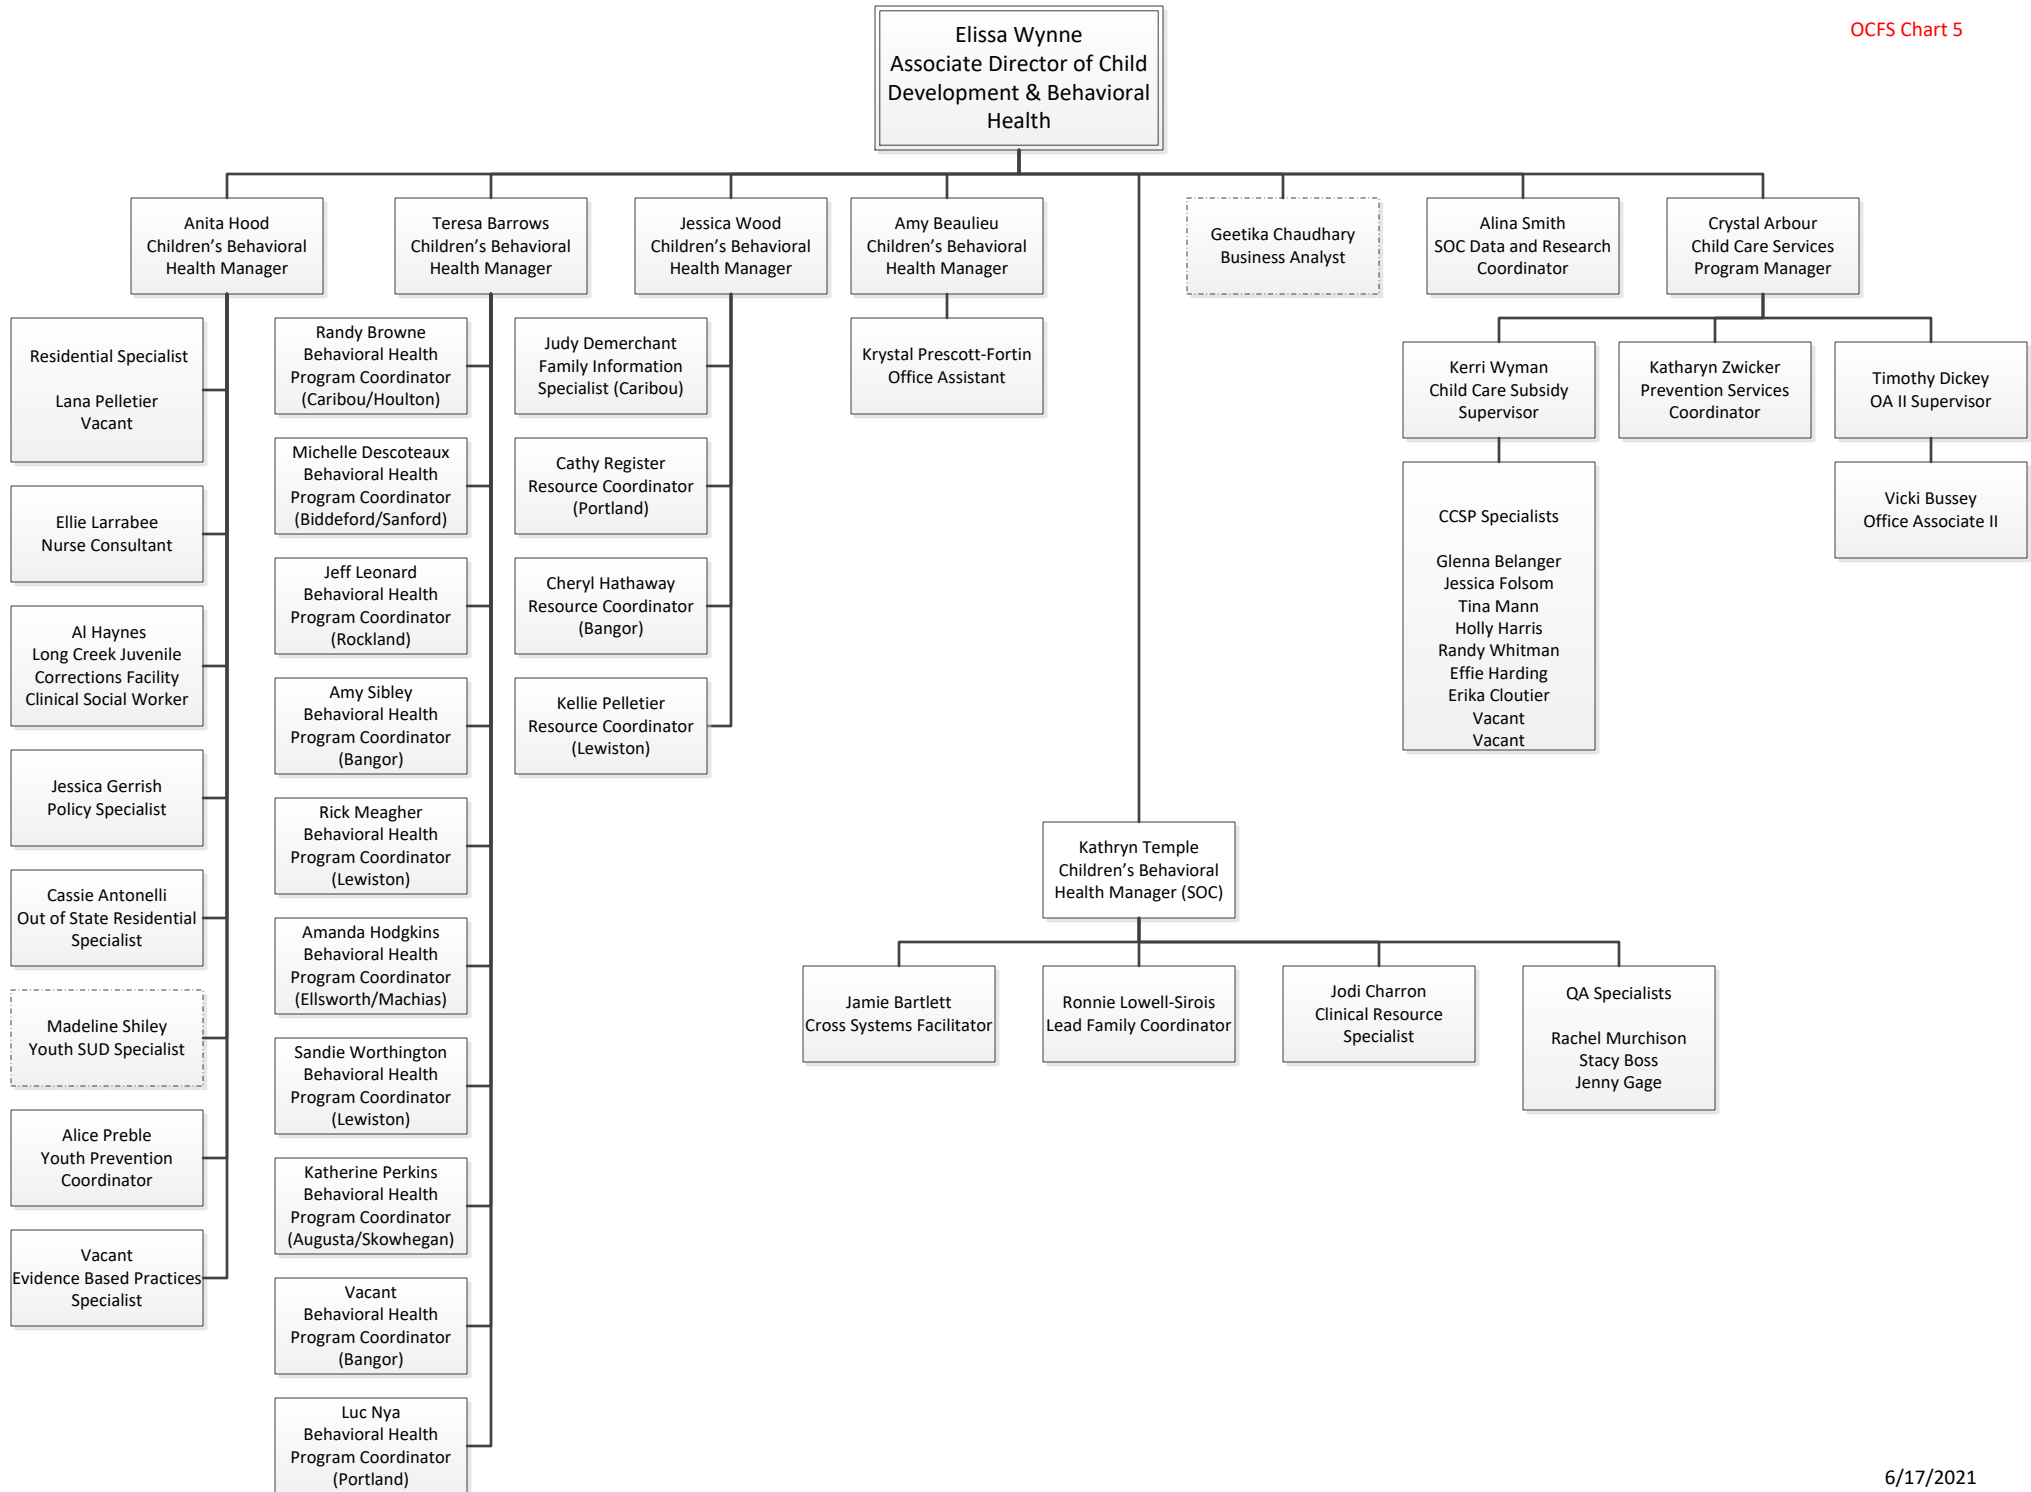 OCFS Chart 5
Elissa Wynne
Associate Director of Child
Development & Behavioral
Health
Anita Hood
Children’s Behavioral
Health Manager
Teresa Barrows
Children’s Behavioral
Health Manager
Jessica Wood
Children’s Behavioral
Health Manager
Amy Beaulieu
Children’s Behavioral
Health Manager
Geetika Chaudhary
Business Analyst
Alina Smith
SOC Data and Research
Coordinator
Crystal Arbour
Child Care Services
Program Manager
Residential Specialist
Lana Pelletier
Vacant
Ellie Larrabee
Nurse Consultant
Al Haynes
Long Creek Juvenile
Corrections Facility
Clinical Social Worker
Jessica Gerrish
Policy Specialist
Cassie Antonelli
Out of State Residential
Specialist
Madeline Shiley
Youth SUD Specialist
Alice Preble
Youth Prevention
Coordinator
Vacant
Evidence Based Practices
Specialist
Randy Browne
Behavioral Health
Program Coordinator
(Caribou/Houlton)
Michelle Descoteaux
Behavioral Health
Program Coordinator
(Biddeford/Sanford)
Jeff Leonard
Behavioral Health
Program Coordinator
(Rockland)
Amy Sibley
Behavioral Health
Program Coordinator
(Bangor)
Rick Meagher
Behavioral Health
Program Coordinator
(Lewiston)
Amanda Hodgkins
Behavioral Health
Program Coordinator
(Ellsworth/Machias)
Sandie Worthington
Behavioral Health
Program Coordinator
(Lewiston)
Katherine Perkins
Behavioral Health
Program Coordinator
(Augusta/Skowhegan)
Vacant
Behavioral Health
Program Coordinator
(Bangor)
Luc Nya
Behavioral Health
Program Coordinator
(Portland)
Judy Demerchant
Family Information
Specialist (Caribou)
Cathy Register
Resource Coordinator
(Portland)
Cheryl Hathaway
Resource Coordinator
(Bangor)
Kellie Pelletier
Resource Coordinator
(Lewiston)
Krystal Prescott-Fortin
Office Assistant
Kerri Wyman
Child Care Subsidy
Supervisor
Katharyn Zwicker
Prevention Services
Coordinator
Timothy Dickey
OA II Supervisor
CCSP Specialists
Glenna Belanger
Jessica Folsom
Tina Mann
Holly Harris
Randy Whitman
Effie Harding
Erika Cloutier
Vacant
Vacant
Vicki Bussey
Office Associate II
Kathryn Temple
Children’s Behavioral
Health Manager (SOC)
Jamie Bartlett
Cross Systems Facilitator
Ronnie Lowell-Sirois
Lead Family Coordinator
Jodi Charron
Clinical Resource
Specialist
QA Specialists
Rachel Murchison
Stacy Boss
Jenny Gage
6/17/2021